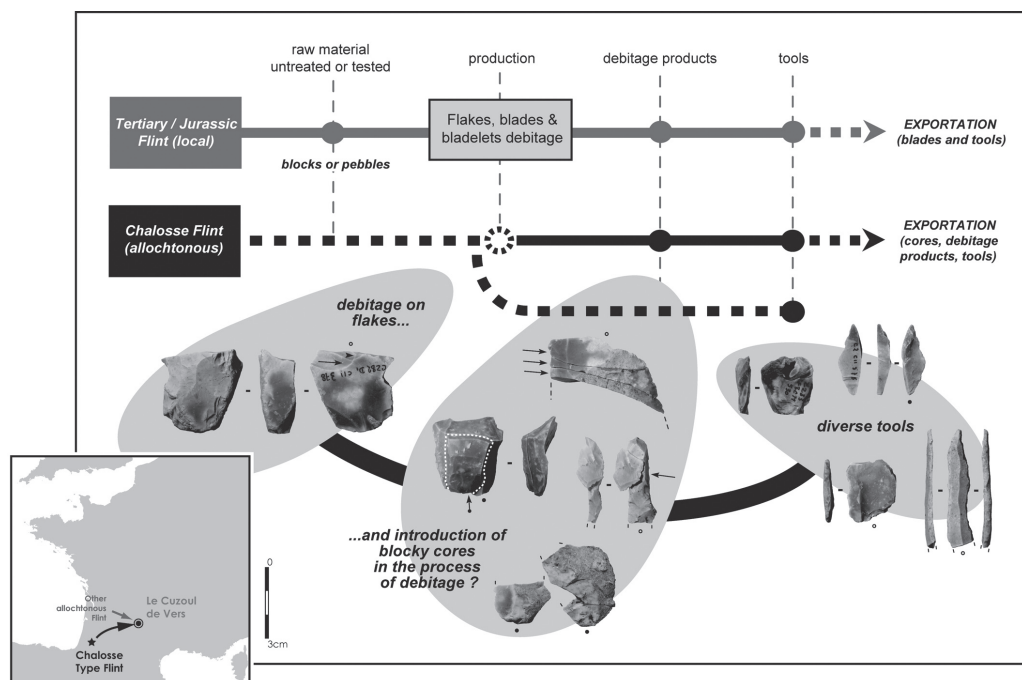 raw material
untreated or tested
production
debitage products
tools
Tertiary / Jurassic
Flint (local)
Flakes, blades &
bladelets debitage
EXPORTATION
(blades and tools)
blocks or pebbles
Chalosse Flint
(allochtonous)
EXPORTATION
(cores, debitage
products, tools)
debitage on
flakes...
diverse tools
...and introduction of
blocky cores
in the process
of debitage ?
Other
allochtonous
Flint
Le Cuzoul
de Vers
Chalosse
Type Flint
0
3cm